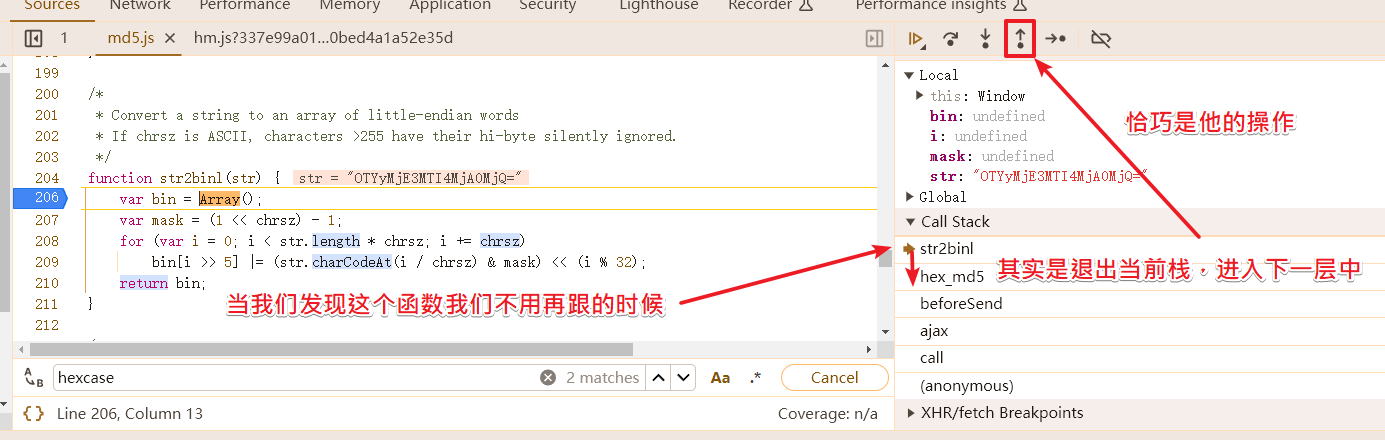 Sources Network Performance Memory Application Security Lighthouse Recorder Performance insights
1 md5.js hm.js?337e99a01...0bed4a1a52e35d
199
200 /*
201 * Convert a string to an array of little-endian words
202 * If chrsz is ASCII, characters >255 have their hi-byte silently ignored.
203 */
204 function str2binl(str) { str = "OTYyMjE3MTI4MjA0MjQ="
206 var bin = Array();
207 var mask = (1 << chrsz) - 1;
208 for (var i = 0; i < str.length * chrsz; i += chrsz)
209 bin[i >> 5] |= (str.charCodeAt(i / chrsz) & mask) << (i % 32);
210 return bin;
211 }
212
当我们发现这个函数我们不用再跟的时候
hexcase 2 matches Aa .* Cancel
{} Line 206, Column 13 Coverage: n/a
Local
this: Window
bin: undefined
i: undefined
mask: undefined
str: "OTYyMjE3MTI4MjA0MjQ="
Global
恰巧是他的操作
Call Stack
str2binl
hex_md5
其实是退出当前栈，进入下一层中
beforeSend
ajax
call
(anonymous)
XHR/fetch Breakpoints